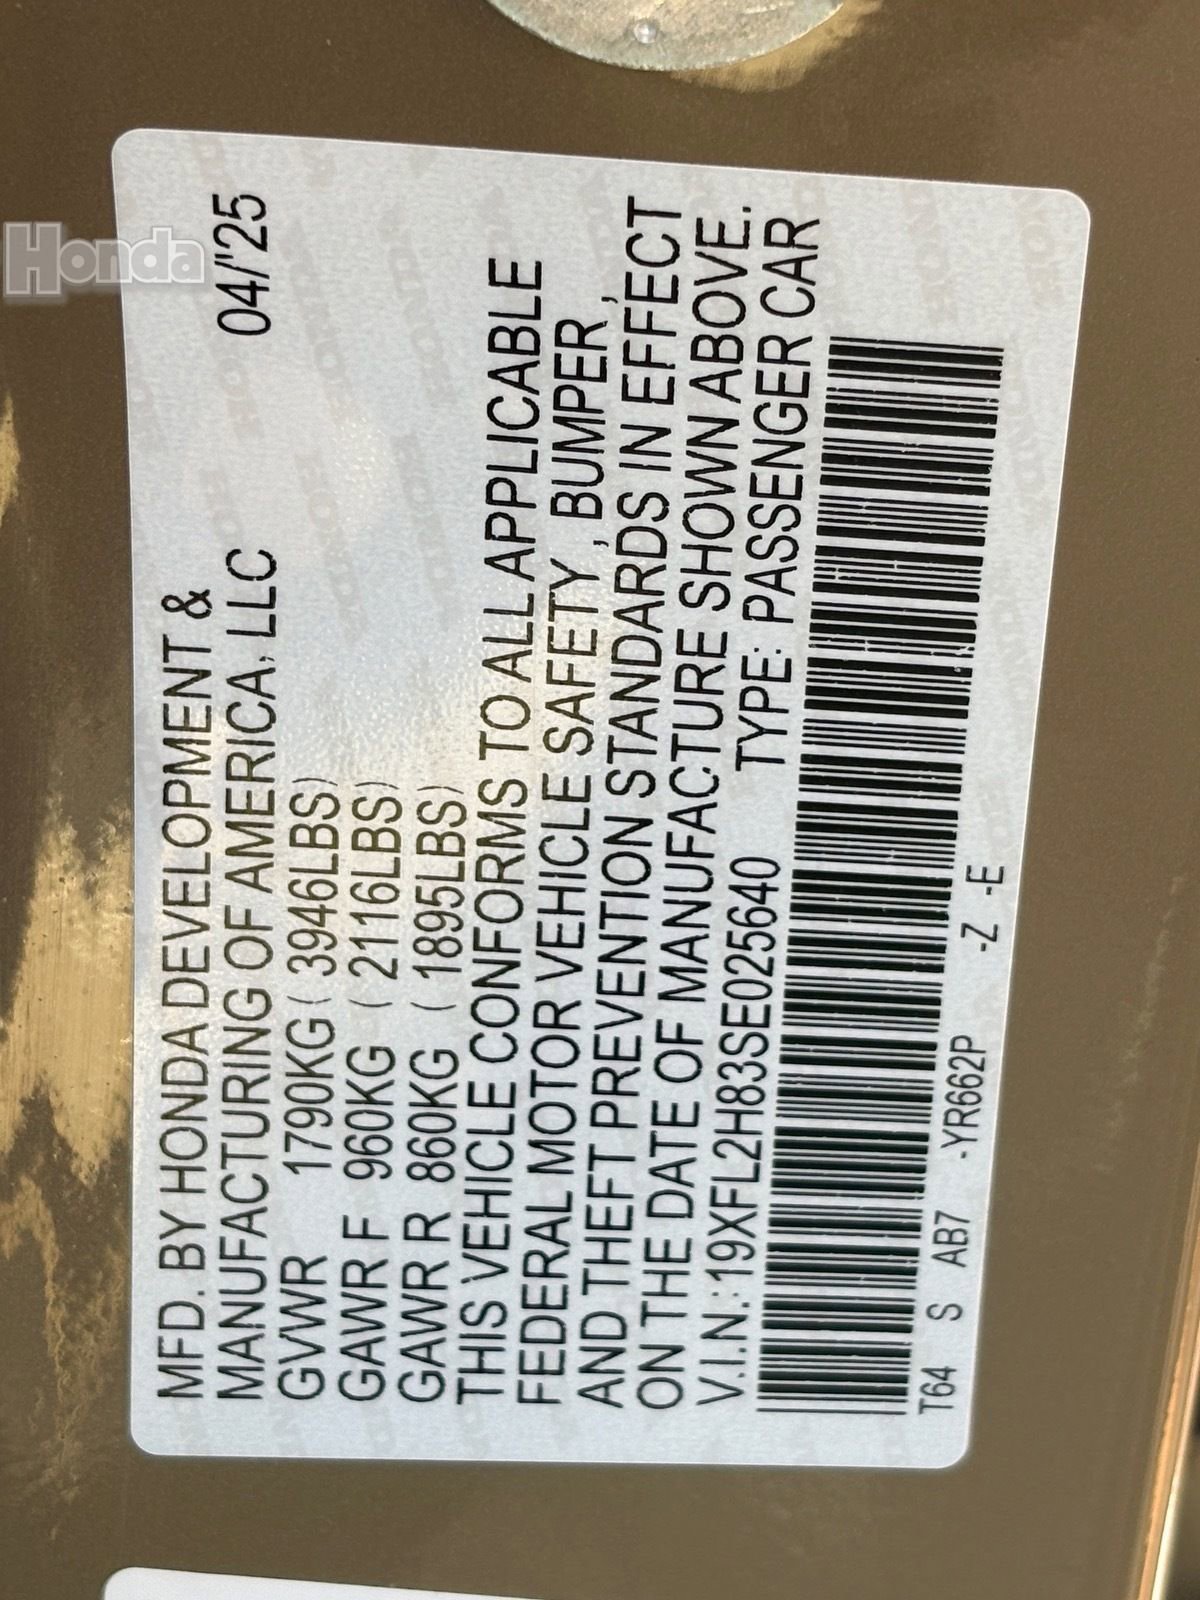 Honda
MFD. BY HONDA DEVELOPMENT &
MANUFACTURING OF AMERICA, LLC 04/'25
GVWR 1790KG ( 3946LBS)
GAWR F 960KG ( 2116LBS)
GAWR R 860KG ( 1895LBS)
THIS VEHICLE CONFORMS TO ALL APPLICABLE
FEDERAL MOTOR VEHICLE SAFETY , BUMPER ,
AND THEFT PREVENTION STANDARDS IN EFFECT
ON THE DATE OF MANUFACTURE SHOWN ABOVE.
V.I.N.: 19XFL2H83SE025640 TYPE: PASSENGER CAR
T64 S AB7 -YR662P -Z -E